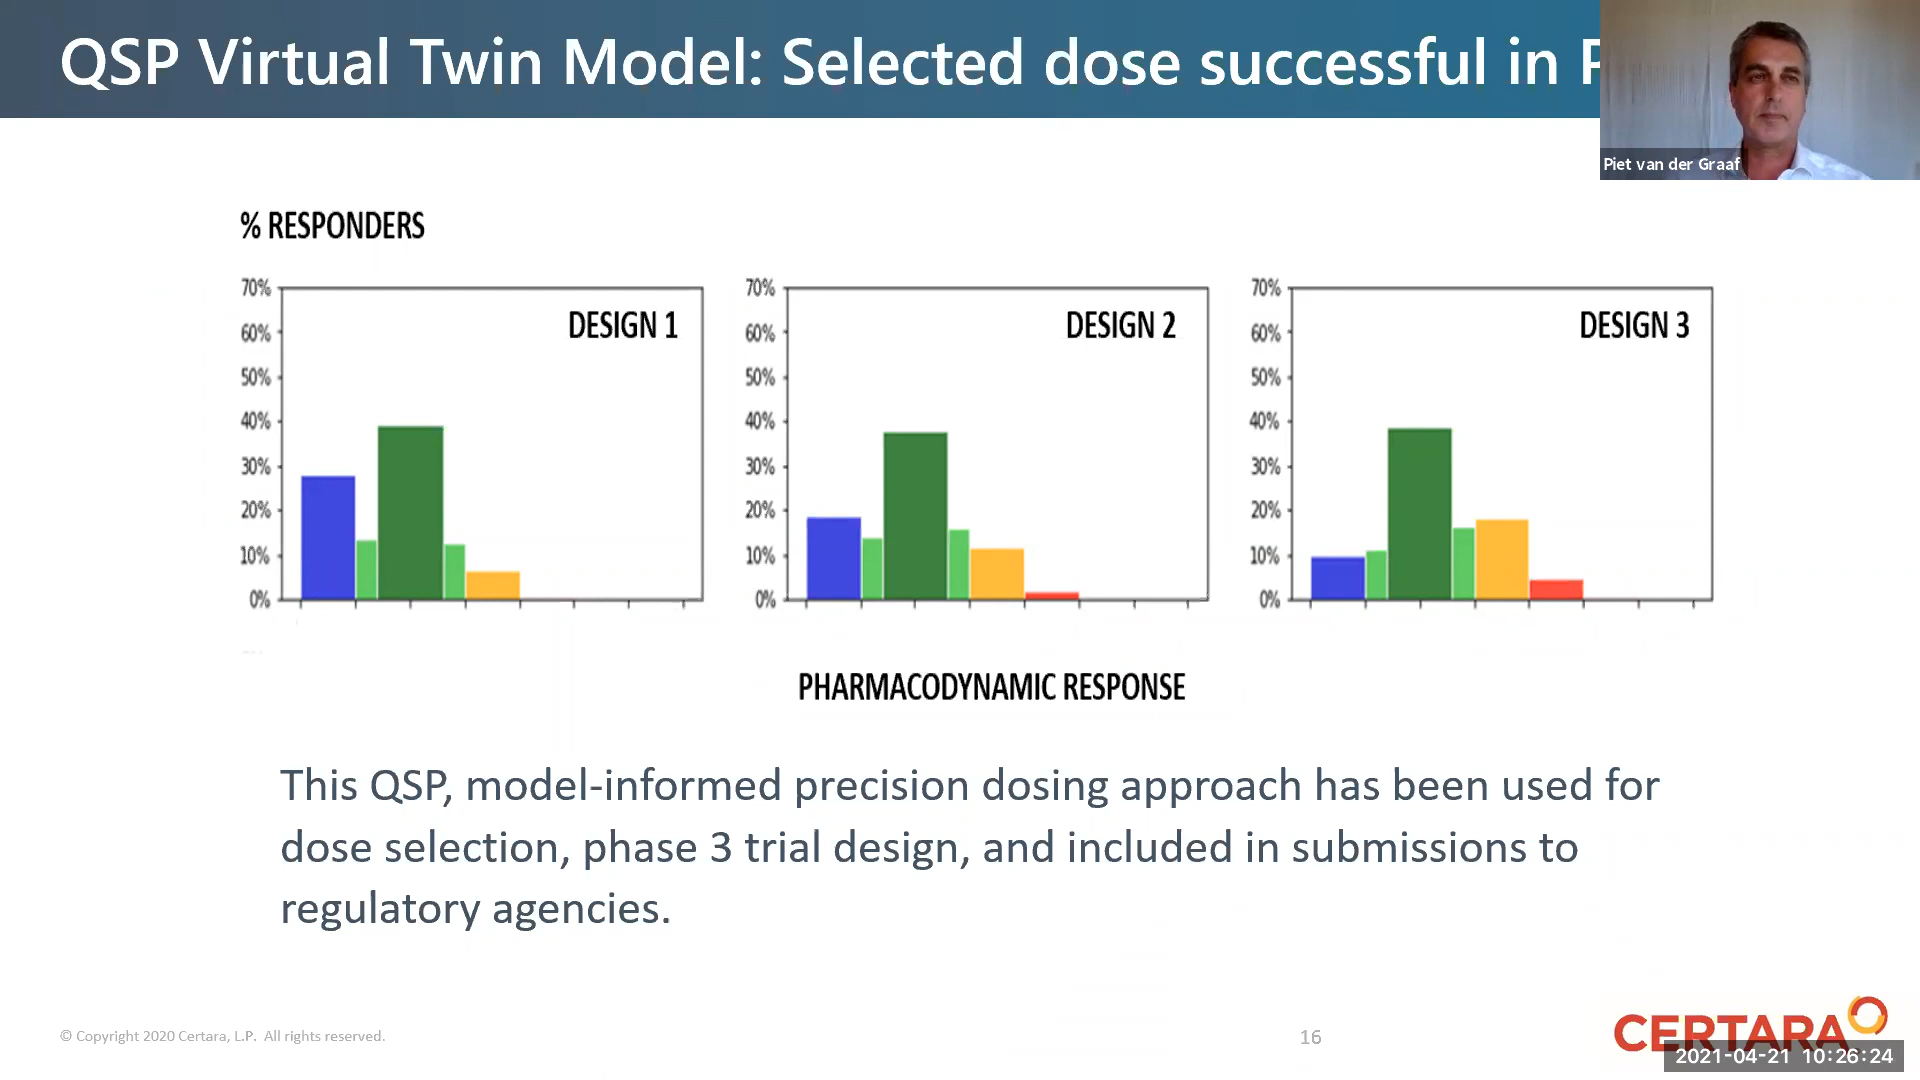 QSP Virtual Twin Model: Selected dose successful in
Piet van der Graaf
% RESPONDERS
70%
60%
50%
40%
30%
20%
10%
0%
DESIGN 1
70%
60%
50%
40%
30%
20%
10%
0%
DESIGN 2
70%
60%
50%
40%
30%
20%
10%
0%
DESIGN 3
PHARMACODYNAMIC RESPONSE
This QSP, model-informed precision dosing approach has been used for
dose selection, phase 3 trial design, and included in submissions to
regulatory agencies.
© Copyright 2020 Certara, L.P. All rights reserved.
16
CERTARA
2021-04-21 10:26:24